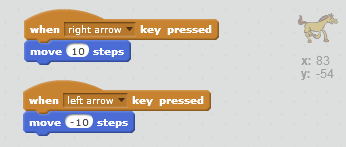 when right arrow key pressed
move 10 steps
x: 83
y: -54
when left arrow key pressed
move -10 steps